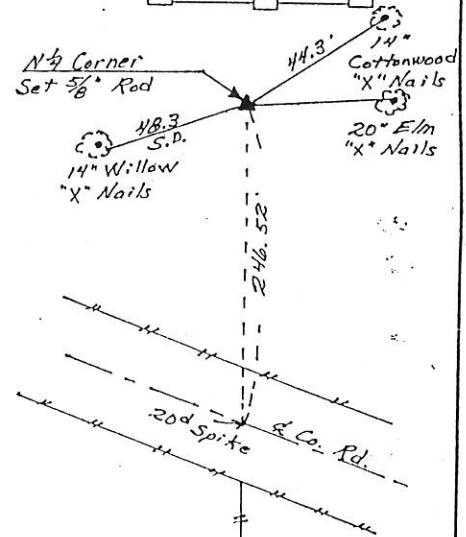 44.3'
14"
Cottonwood
"X" Nails
N¼ Corner
Set 5/8" Rod
48.3
S.D.
20" Elm
"X" Nails
14" Willow
"X" Nails
246.52'
20d Spike
℄ Co. Rd.